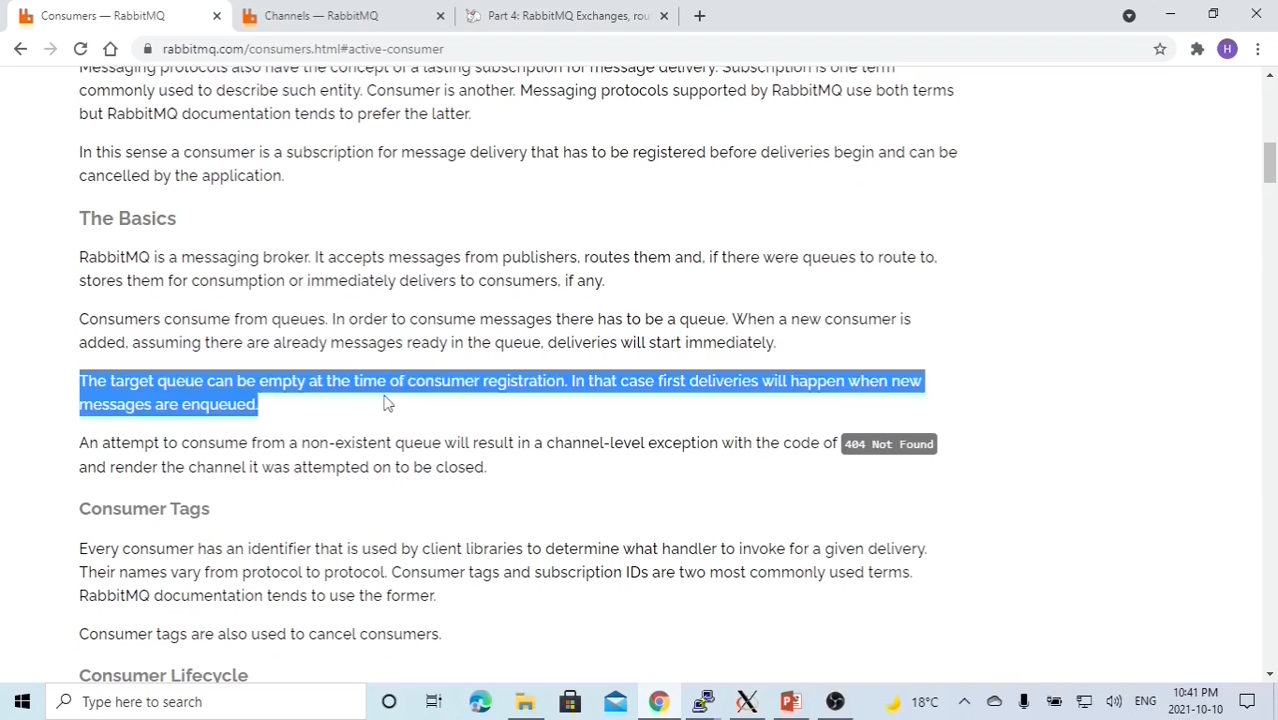 Consumers — RabbitMQ
Channels — RabbitMQ
Part 4: RabbitMQ Exchanges, rou
rabbitmq.com/consumers.html#active-consumer
H
Messaging protocols also have the concept of a lasting subscription for message delivery. Subscription is one term
commonly used to describe such entity. Consumer is another. Messaging protocols supported by RabbitMQ use both terms
but RabbitMQ documentation tends to prefer the latter.
In this sense a consumer is a subscription for message delivery that has to be registered before deliveries begin and can be
cancelled by the application.
The Basics
RabbitMQ is a messaging broker. It accepts messages from publishers, routes them and, if there were queues to route to,
stores them for consumption or immediately delivers to consumers, if any.
Consumers consume from queues. In order to consume messages there has to be a queue. When a new consumer is
added, assuming there are already messages ready in the queue, deliveries will start immediately.
The target queue can be empty at the time of consumer registration. In that case first deliveries will happen when new
messages are enqueued.
An attempt to consume from a non-existent queue will result in a channel-level exception with the code of 404 Not Found
and render the channel it was attempted on to be closed.
Consumer Tags
Every consumer has an identifier that is used by client libraries to determine what handler to invoke for a given delivery.
Their names vary from protocol to protocol. Consumer tags and subscription IDs are two most commonly used terms.
RabbitMQ documentation tends to use the former.
Consumer tags are also used to cancel consumers.
Consumer Lifecycle
Type here to search
18°C
ENG
10:41 PM
2021-10-10